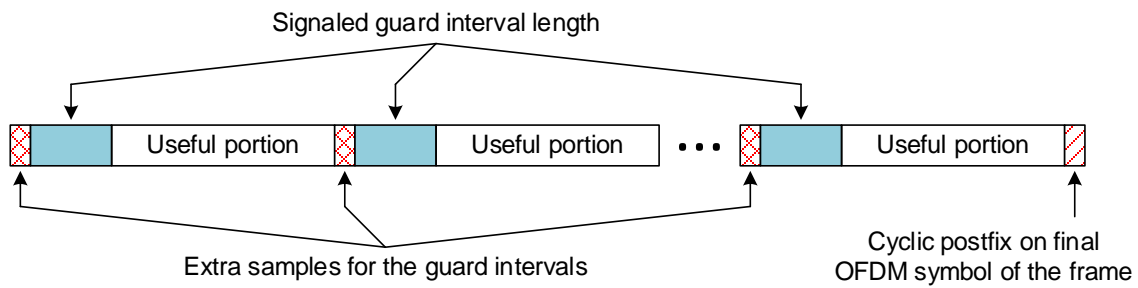 Signaled guard interval length
Useful portion
Useful portion
Useful portion
Extra samples for the guard intervals
Cyclic postfix on final
OFDM symbol of the frame